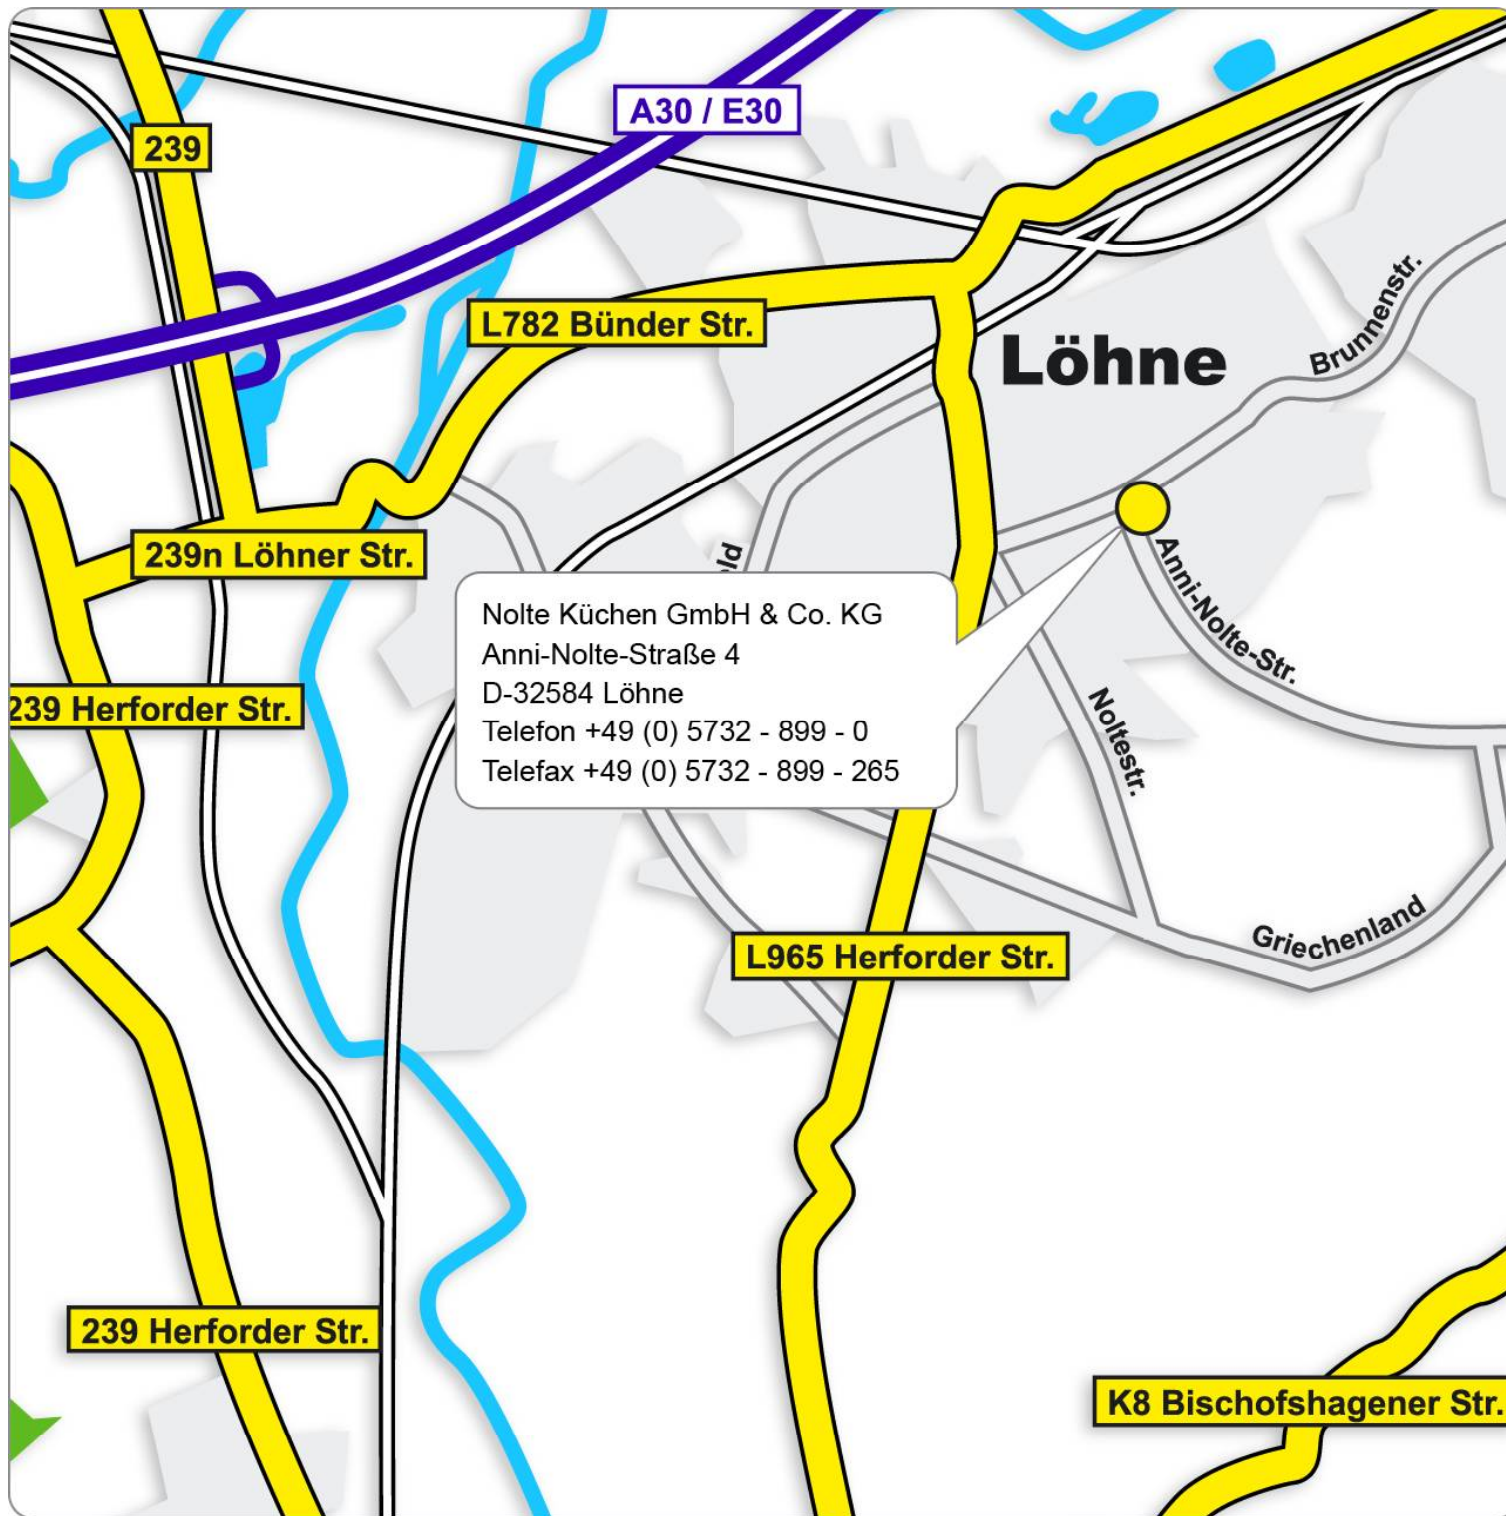 A30 / E30
239
L782 Bünder Str.
Löhne
Brunnenstr.
239n Löhner Str.
Anni-Nolte-Str.
Nolte Küchen GmbH & Co. KG
Anni-Nolte-Straße 4
D-32584 Löhne
Telefon +49 (0) 5732 - 899 - 0
Telefax +49 (0) 5732 - 899 - 265
239 Herforder Str.
Noltestr.
Griechenland
L965 Herforder Str.
239 Herforder Str.
K8 Bischofshagener Str.